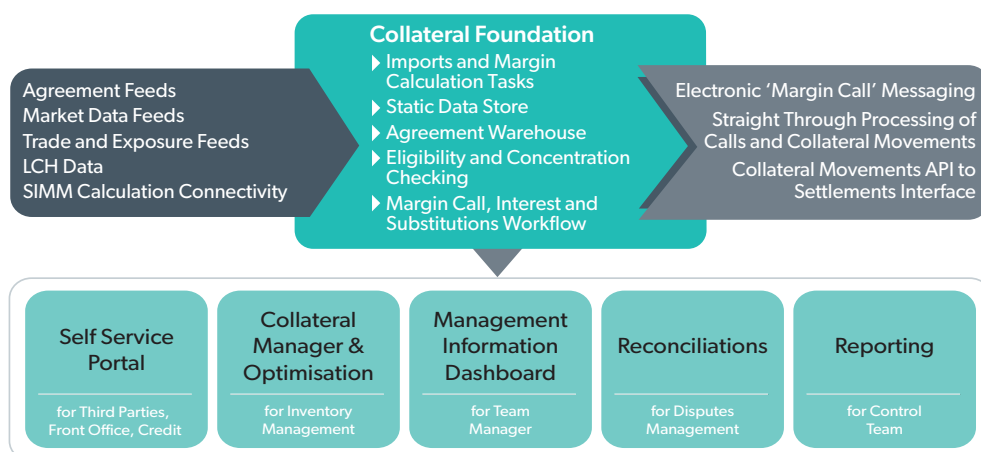 Agreement Feeds
Market Data Feeds
Trade and Exposure Feeds
LCH Data
SIMM Calculation Connectivity
Collateral Foundation
Imports and Margin
Calculation Tasks
Static Data Store
Agreement Warehouse
Eligibility and Concentration
Checking
Margin Call, Interest and
Substitutions Workflow
Electronic ‘Margin Call’ Messaging
Straight Through Processing of
Calls and Collateral Movements
Collateral Movements API to
Settlements Interface
Self Service
Portal
for Third Parties,
Front Office, Credit
Collateral
Manager &
Optimisation
for Inventory
Management
Management
Information
Dashboard
for Team
Manager
Reconciliations
for Disputes
Management
Reporting
for Control
Team